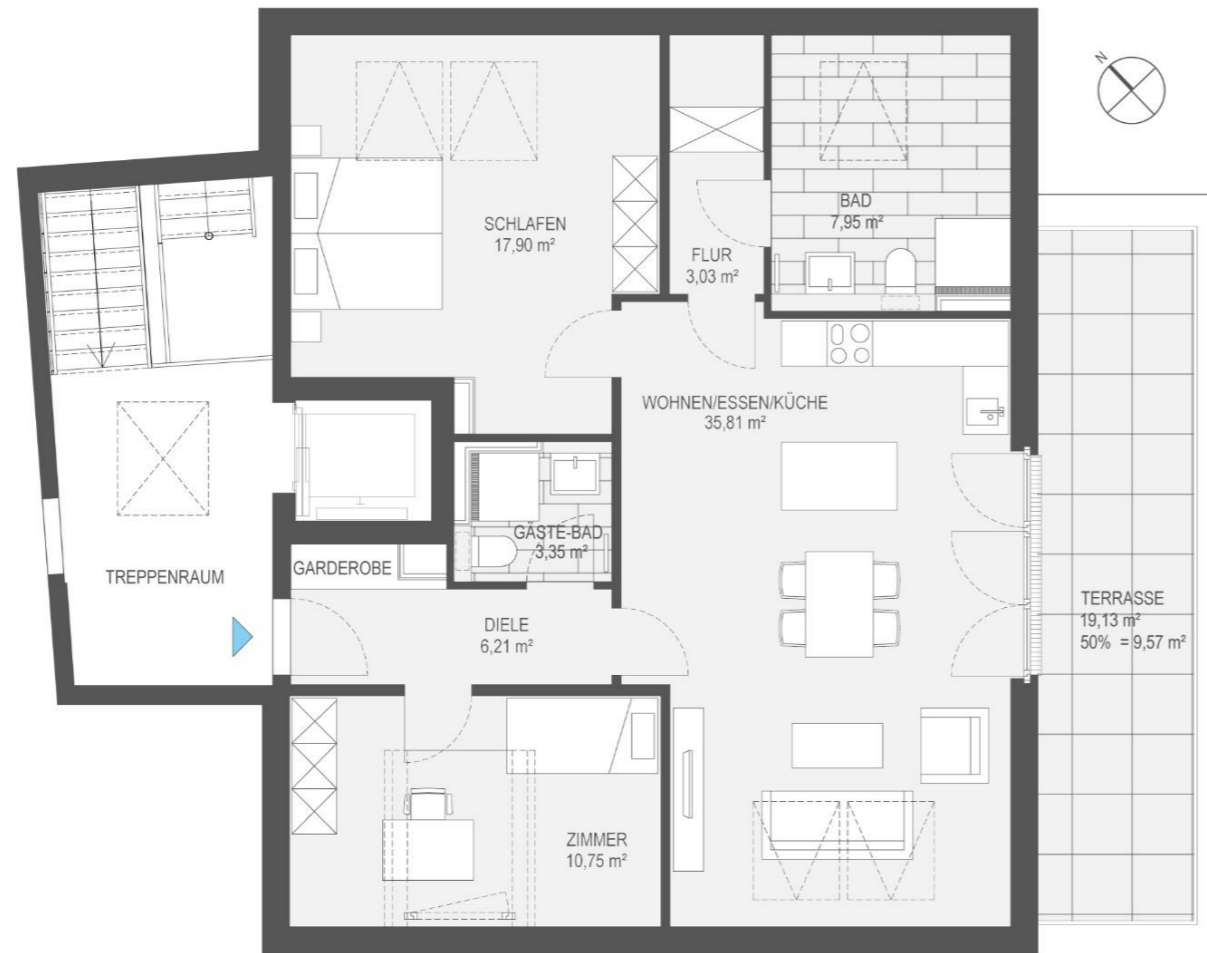 N
SCHLAFEN
17,90 m²
BAD
7,95 m²
FLUR
3,03 m²
WOHNEN/ESSEN/KÜCHE
35,81 m²
GÄSTE-BAD
3,35 m²
TREPPENRAUM
GARDEROBE
DIELE
6,21 m²
TERRASSE
19,13 m²
50% = 9,57 m²
ZIMMER
10,75 m²